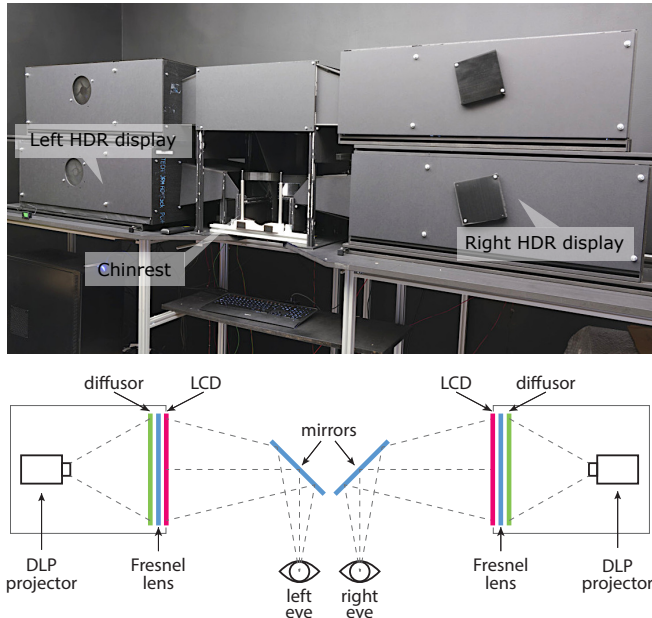 Left HDR display
Right HDR display
Chinrest
diffusor
LCD
LCD
diffusor
mirrors
DLP
projector
Fresnel
lens
left
eye
right
eye
Fresnel
lens
DLP
projector